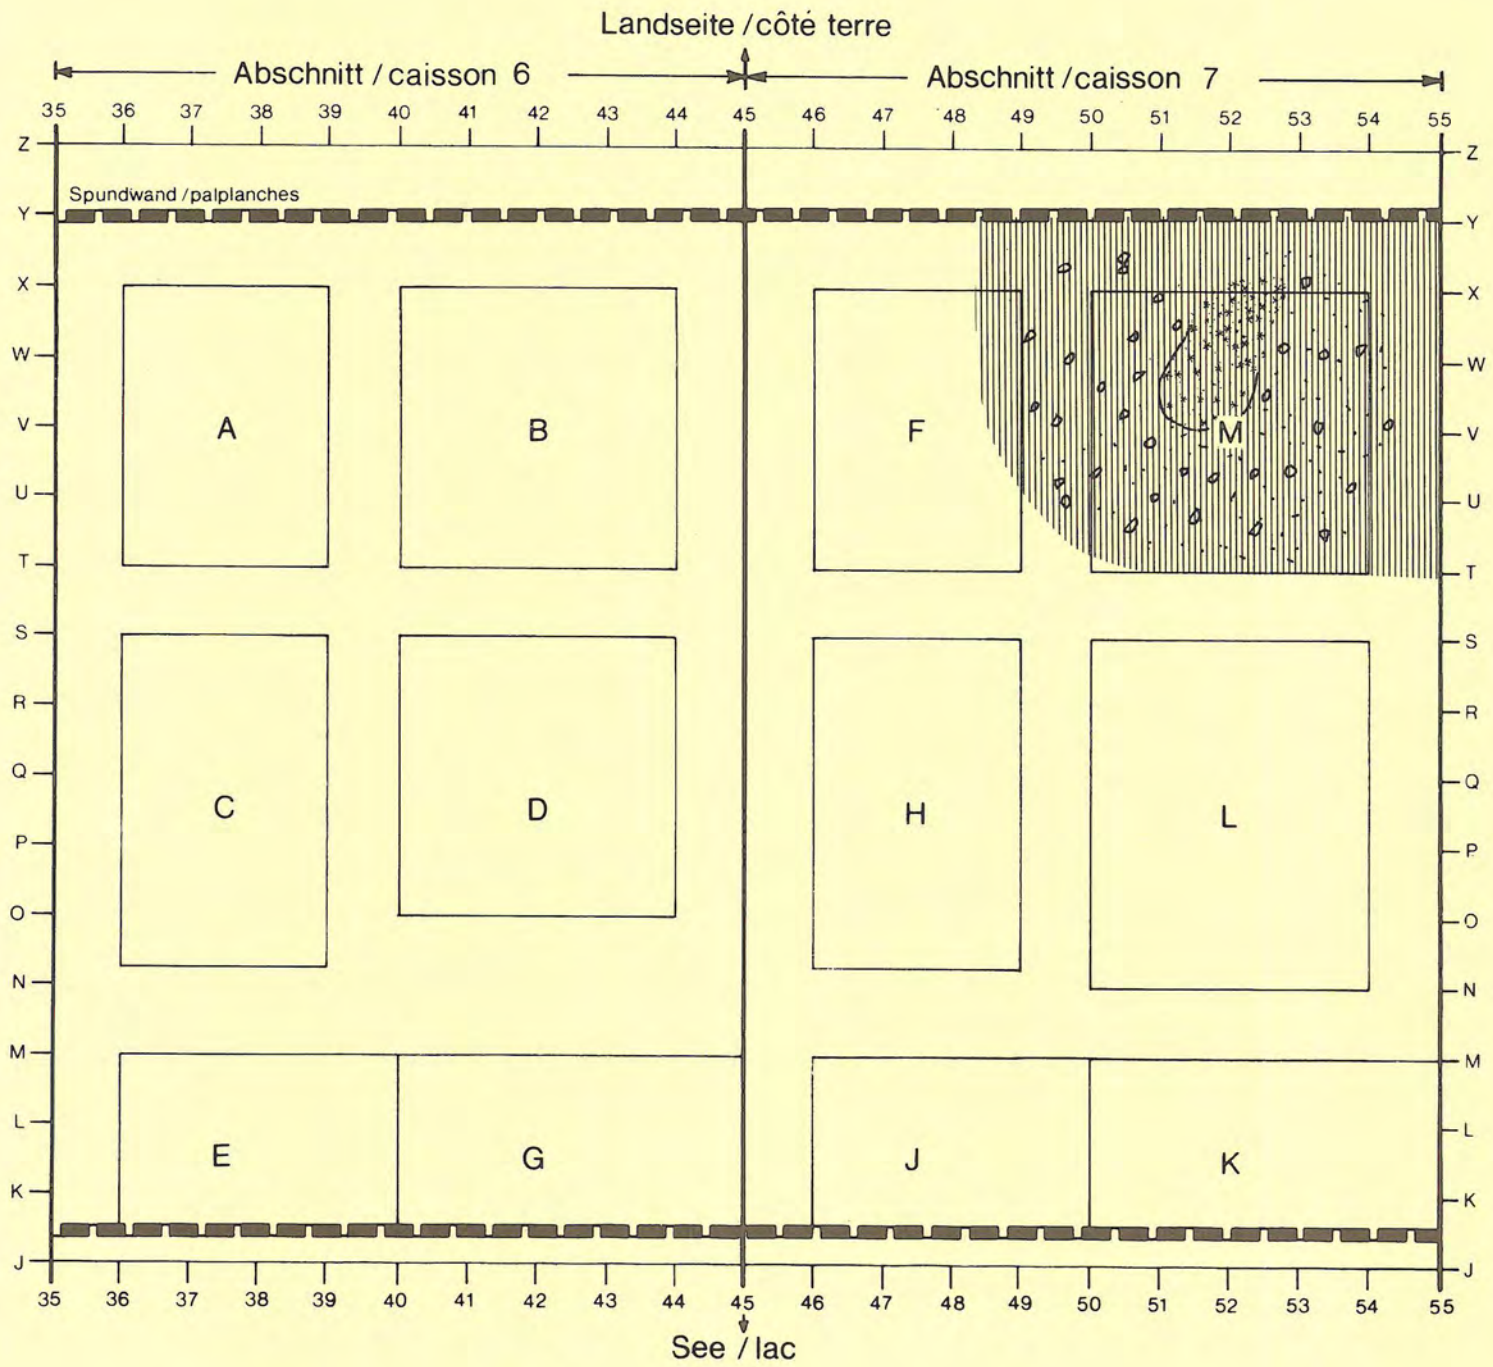 Landseite / côté terre
Abschnitt / caisson 6
Abschnitt / caisson 7
35 36 37 38 39 40 41 42 43 44 45 46 47 48 49 50 51 52 53 54 55
Z Z
Spundwand / palplanches
Y Y
X X
W W
A B F M
V V
U U
T T
S S
R R
Q Q
C D H L
P P
O O
N N
M M
L L
E G J K
K K
J J
35 36 37 38 39 40 41 42 43 44 45 46 47 48 49 50 51 52 53 54 55
See / lac